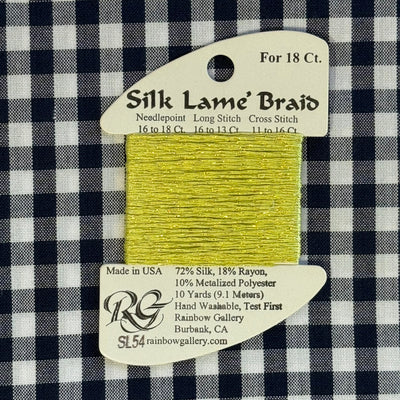 For 18 Ct.
Silk Lame' Braid
Needlepoint Long Stitch Cross Stitch
16 to 18 Ct. 16 to 13 Ct. 11 to 16 Ct.
Made in USA 72% Silk, 18% Rayon,
10% Metalized Polyester
10 Yards (9.1 Meters)
RG
Hand Washable, Test First
Rainbow Gallery
Burbank, CA
SL54 rainbowgallery.com